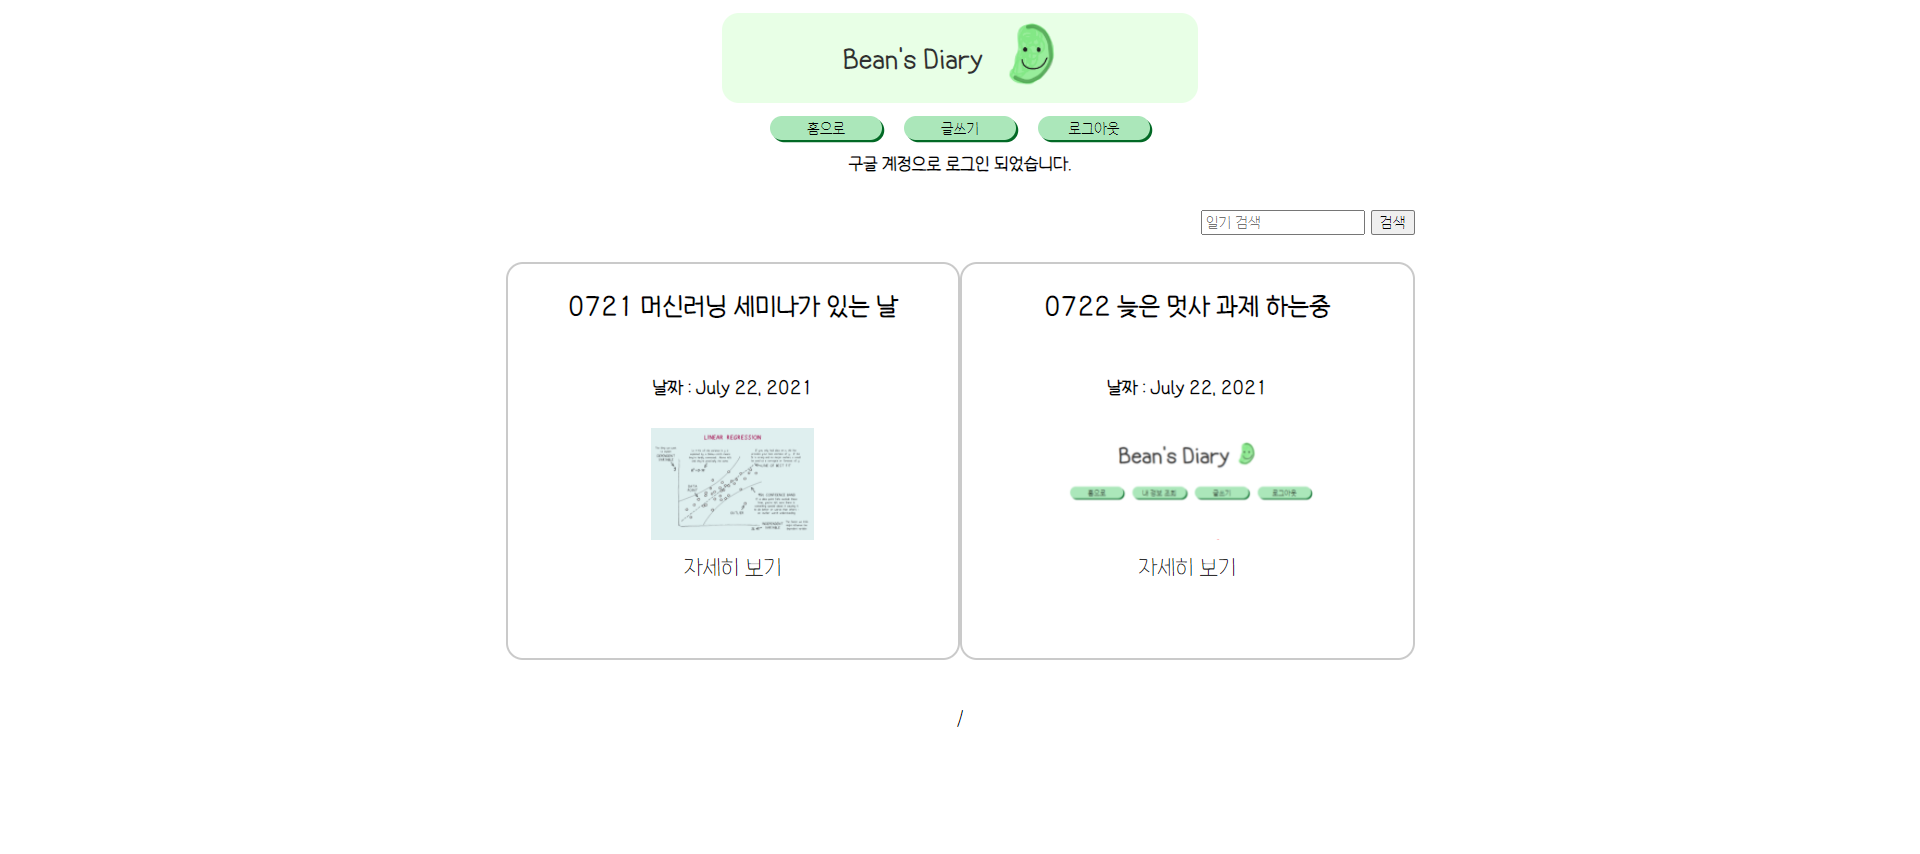 Bean's Diary
홈으로 글쓰기 로그아웃
구글 계정으로 로그인 되었습니다.
일기 검색 검색
0721 머신러닝 세미나가 있는 날
날짜 : July 22, 2021
LINEAR REGRESSION
자세히 보기
0722 늦은 멋사 과제 하는중
날짜 : July 22, 2021
Bean's Diary
홈으로 내 정보 조회 글쓰기 로그아웃
자세히 보기
/